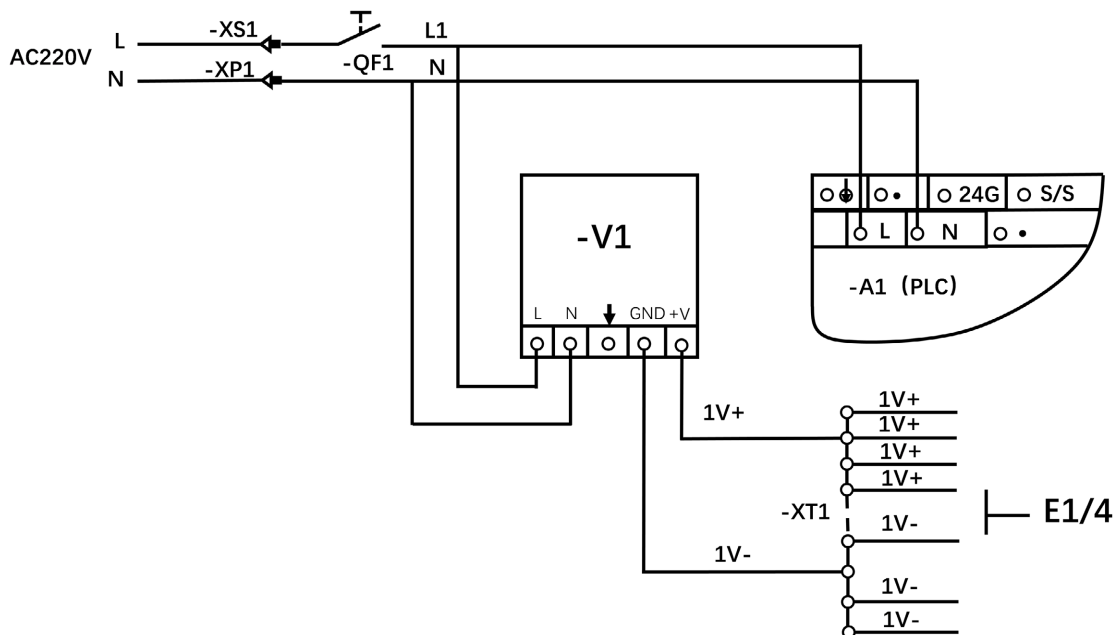 AC220V
L
-XS1
L1
N
-XP1
-QF1
N
24G
S/S
L
N
-A1 (PLC)
-V1
L
N
GND
+V
1V+
1V+
1V+
1V+
1V+
-XT1
1V-
E1/4
1V-
1V-
1V-